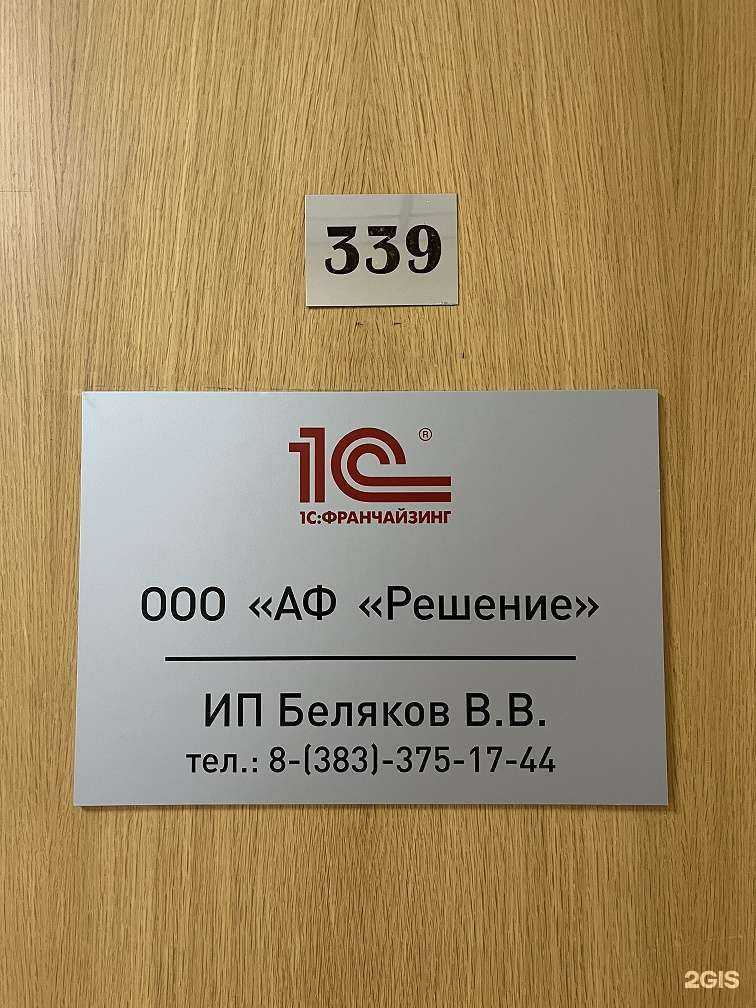 339
1С®
1С:ФРАНЧАЙЗИНГ
ООО «АФ «Решение»
ИП Беляков В.В.
тел.: 8-(383)-375-17-44
2GIS